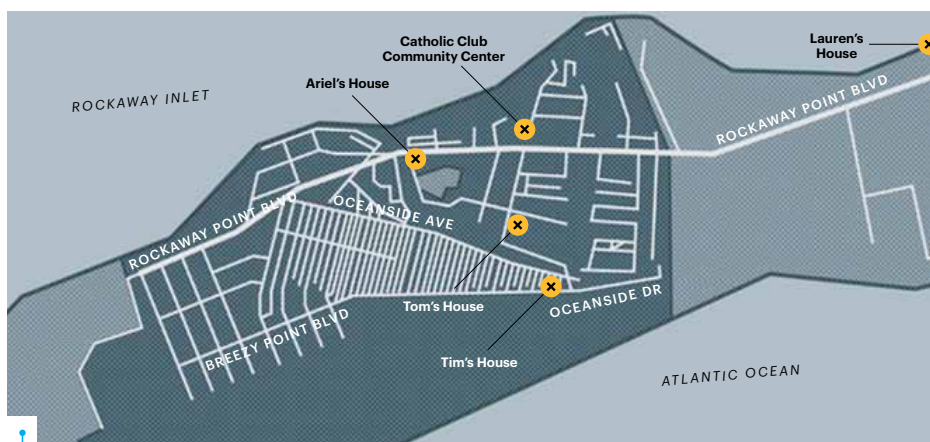 Catholic Club
Community Center
Lauren's
House
Ariel's House
ROCKAWAY INLET
ROCKAWAY POINT BLVD
OCEANSIDE AVE
ROCKAWAY POINT BLVD
Tom's House
OCEANSIDE DR
BREEZY POINT BLVD
Tim's House
ATLANTIC OCEAN